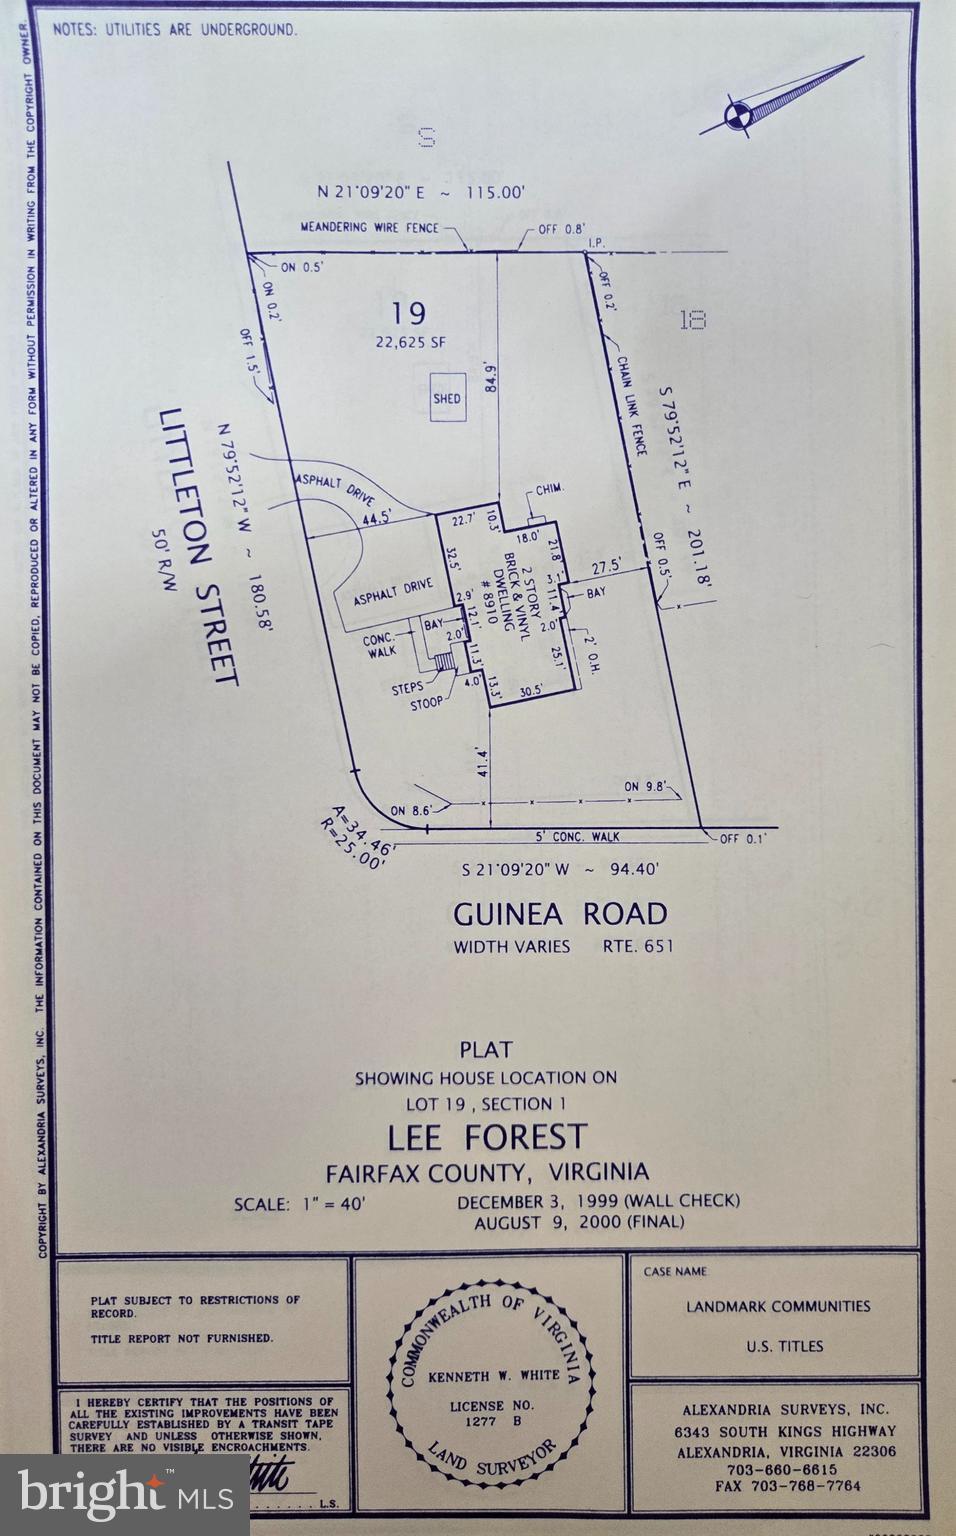 NOTES: UTILITIES ARE UNDERGROUND.
COPYRIGHT BY ALEXANDRIA SURVEYS, INC. THE INFORMATION CONTAINED ON THIS DOCUMENT MAY NOT BE COPIED, REPRODUCED OR ALTERED IN ANY FORM WITHOUT PERMISSION IN WRITING FROM THE COPYRIGHT OWNER.
S
N 21°09'20" E ~ 115.00'
MEANDERING WIRE FENCE
OFF 0.8'
I.P.
ON 0.5'
ON 0.2'
OFF 1.5'
OFF 0.2'
19
22,625 SF
18
SHED
84.9'
CHAIN LINK FENCE
S 79°52'12" E ~ 201.18'
LITTLETON STREET
50' R/W
N 79°52'12" W ~ 180.58'
ASPHALT DRIVE
44.5'
22.7'
10.3'
CHIM.
18.0'
21.8'
32.5'
2 STORY
BRICK & VINYL
DWELLING
# 8910
3.1'
27.5'
OFF 0.5'
11.4'
BAY
2.0'
ASPHALT DRIVE
2.9'
12.1'
BAY
2.0'
CONC.
WALK
11.3'
25.1'
2' O.H.
STEPS
STOOP
4.0'
13.3'
30.5'
41.4'
ON 9.8'
ON 8.6'
A=34.46'
R=25.00'
5' CONC. WALK
OFF 0.1'
S 21°09'20" W ~ 94.40'
GUINEA ROAD
WIDTH VARIES RTE. 651
PLAT
SHOWING HOUSE LOCATION ON
LOT 19 , SECTION 1
LEE FOREST
FAIRFAX COUNTY, VIRGINIA
SCALE: 1" = 40'
DECEMBER 3, 1999 (WALL CHECK)
AUGUST 9, 2000 (FINAL)
PLAT SUBJECT TO RESTRICTIONS OF
RECORD.
TITLE REPORT NOT FURNISHED.
I HEREBY CERTIFY THAT THE POSITIONS OF
ALL THE EXISTING IMPROVEMENTS HAVE BEEN
CAREFULLY ESTABLISHED BY A TRANSIT TAPE
SURVEY AND UNLESS OTHERWISE SHOWN,
THERE ARE NO VISIBLE ENCROACHMENTS.
L.S.
COMMONWEALTH OF VIRGINIA
KENNETH W. WHITE
LICENSE NO.
1277 B
LAND SURVEYOR
CASE NAME
LANDMARK COMMUNITIES
U.S. TITLES
ALEXANDRIA SURVEYS, INC.
6343 SOUTH KINGS HIGHWAY
ALEXANDRIA, VIRGINIA 22306
703-660-6615
FAX 703-768-7764
bright™ MLS